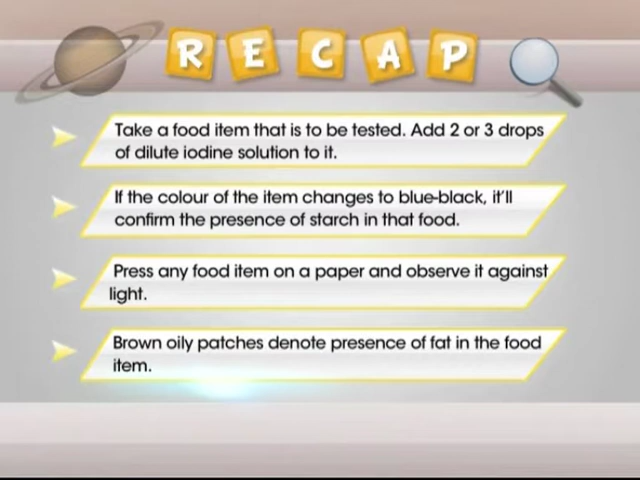 RECAP
Take a food item that is to be tested. Add 2 or 3 drops
of dilute iodine solution to it.
If the colour of the item changes to blue-black, it'll
confirm the presence of starch in that food.
Press any food item on a paper and observe it against
light.
Brown oily patches denote presence of fat in the food
item.